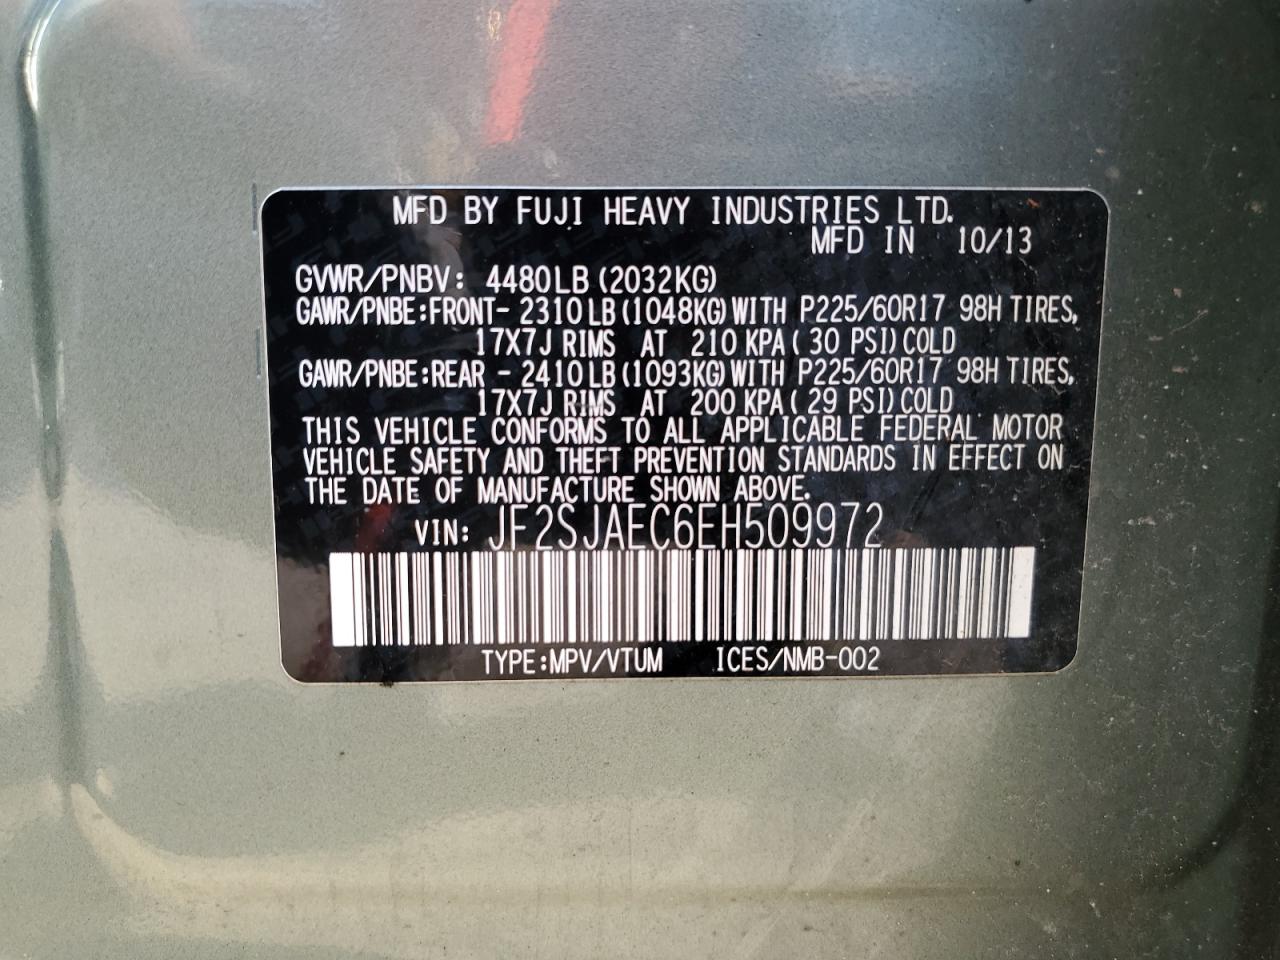 MFD BY FUJI HEAVY INDUSTRIES LTD.
MFD IN 10/13
GVWR/PNBV: 4480LB (2032KG)
GAWR/PNBE:FRONT- 2310 LB (1048KG) WITH P225/60R17 98H TIRES,
17X7J RIMS AT 210 KPA ( 30 PSI) COLD
GAWR/PNBE:REAR - 2410 LB (1093KG) WITH P225/60R17 98H TIRES,
17X7J RIMS AT 200 KPA ( 29 PSI) COLD
THIS VEHICLE CONFORMS TO ALL APPLICABLE FEDERAL MOTOR
VEHICLE SAFETY AND THEFT PREVENTION STANDARDS IN EFFECT ON
THE DATE OF MANUFACTURE SHOWN ABOVE.
VIN: JF2SJAEC6EH509972
TYPE:MPV/VTUM ICES/NMB-002